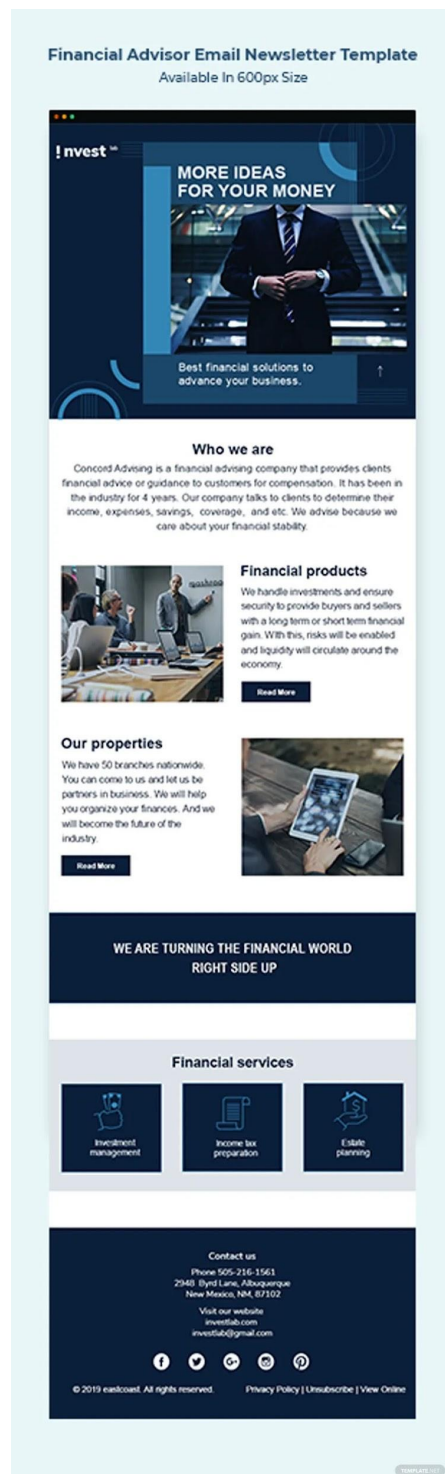 Financial Advisor Email Newsletter Template
Available In 600px Size
!nvest lab
MORE IDEAS
FOR YOUR MONEY
Best financial solutions to
advance your business.
Who we are
Concord Advising is a financial advising company that provides clients
financial advice or guidance to customers for compensation. It has been in
the industry for 4 years. Our company talks to clients to determine their
income, expenses, savings, coverage, and etc. We advise because we
care about your financial stability.
Financial products
We handle investments and ensure
security to provide buyers and sellers
with a long term or short term financial
gain. With this, risks will be enabled
and liquidity will circulate around the
economy.
Read More
Our properties
We have 50 branches nationwide.
You can come to us and let us be
partners in business. We will help
you organize your finances. And we
will become the future of the
industry.
Read More
WE ARE TURNING THE FINANCIAL WORLD
RIGHT SIDE UP
Financial services
Investment
management
Income tax
preparation
Estate
planning
Contact us
Phone 505-216-1561
2948 Byrd Lane, Albuquerque
New Mexico, NM, 87102
Visit our website
investlab.com
investlab@gmail.com
© 2019 eastcoast. All rights reserved.
Privacy Policy | Unsubscribe | View Online
TEMPLATE.NET